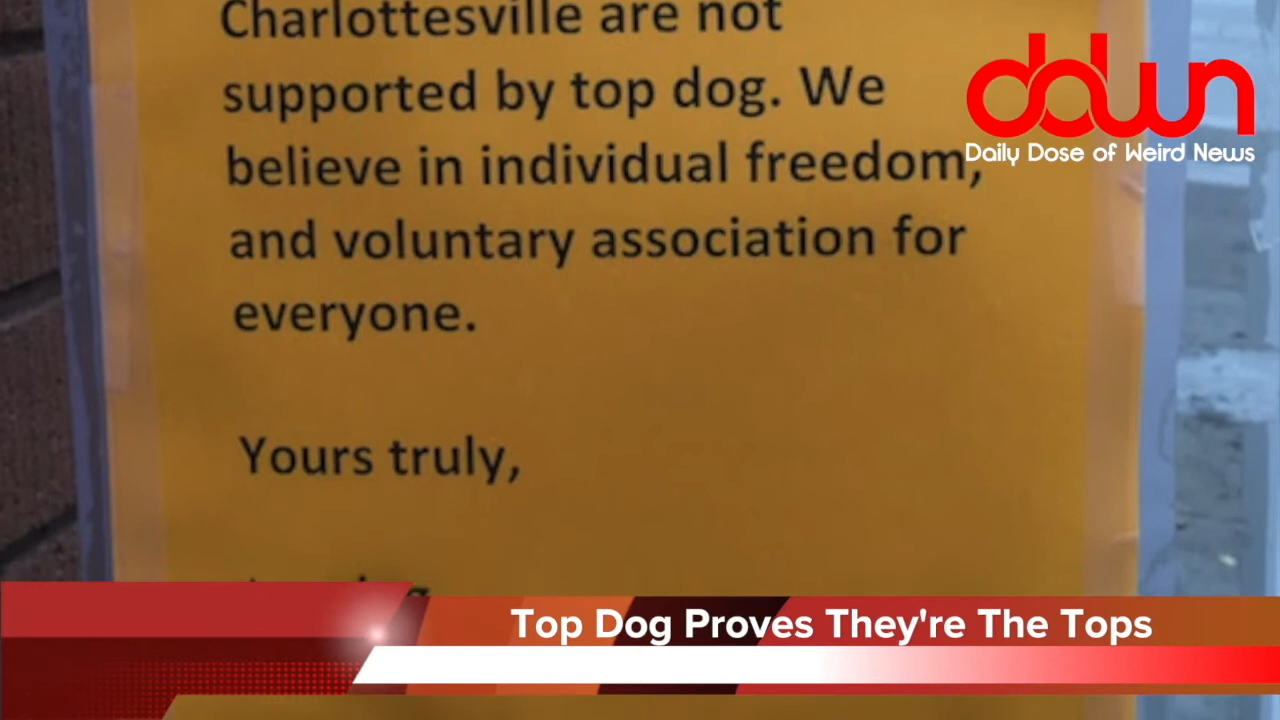 Charlottesville are not
supported by top dog. We
believe in individual freedom,
and voluntary association for
everyone.
Yours truly,
ddwn
Daily Dose of Weird News
Top Dog Proves They're The Tops